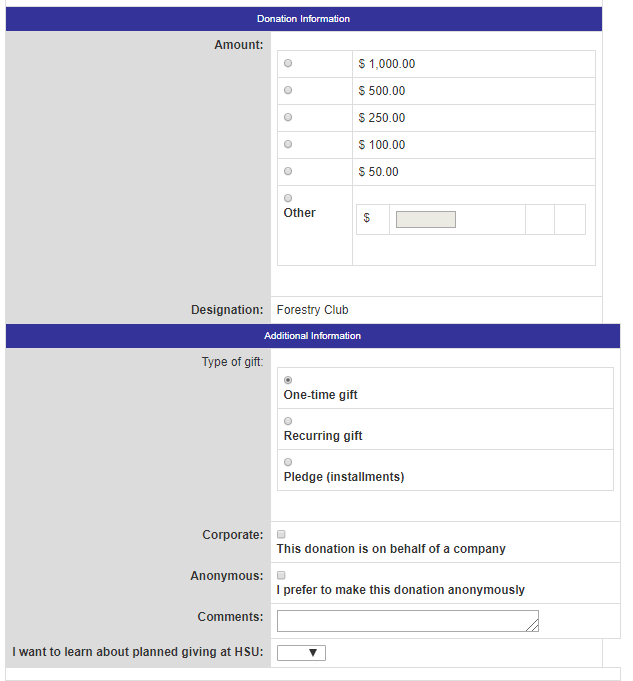 Donation Information
Amount:
$ 1,000.00
$ 500.00
$ 250.00
$ 100.00
$ 50.00
Other
$
Designation: Forestry Club
Additional Information
Type of gift:
One-time gift
Recurring gift
Pledge (installments)
Corporate:
This donation is on behalf of a company
Anonymous:
I prefer to make this donation anonymously
Comments:
I want to learn about planned giving at HSU: